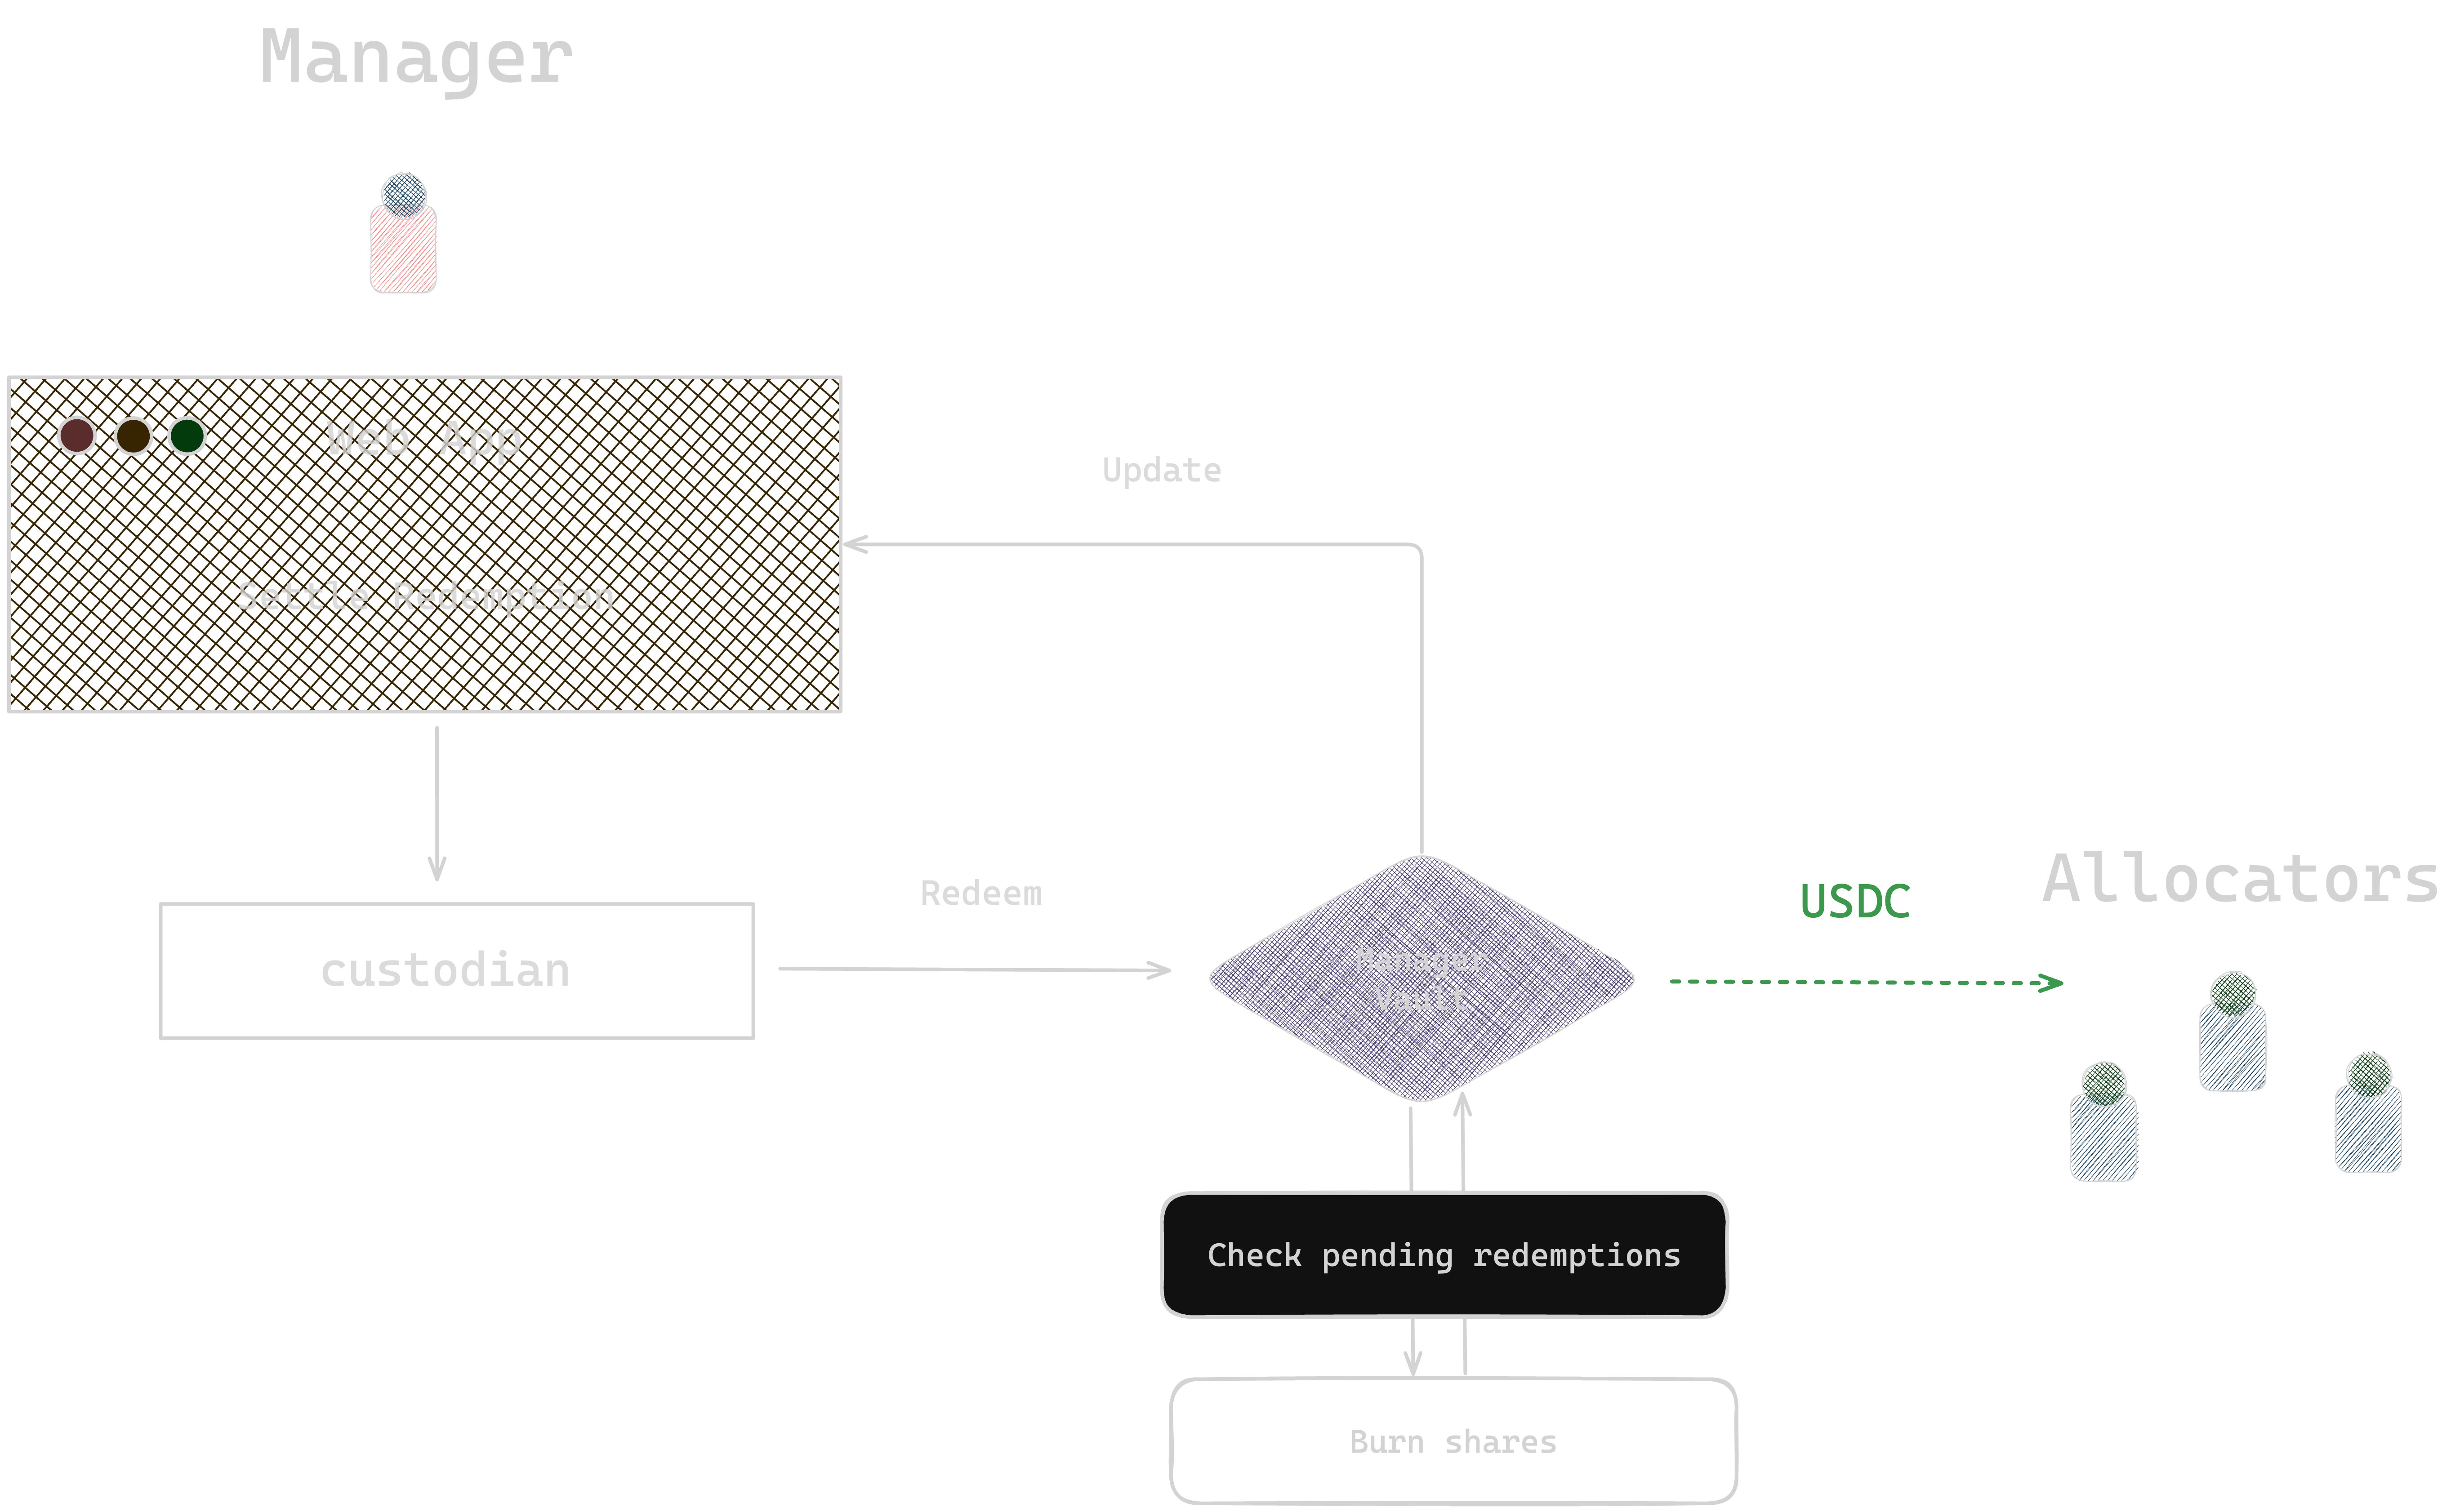 Manager
Web App
Update
Settle Redemption
Allocators
USDC
Redeem
custodian
Manager
Vault
Check pending redemptions
Burn shares